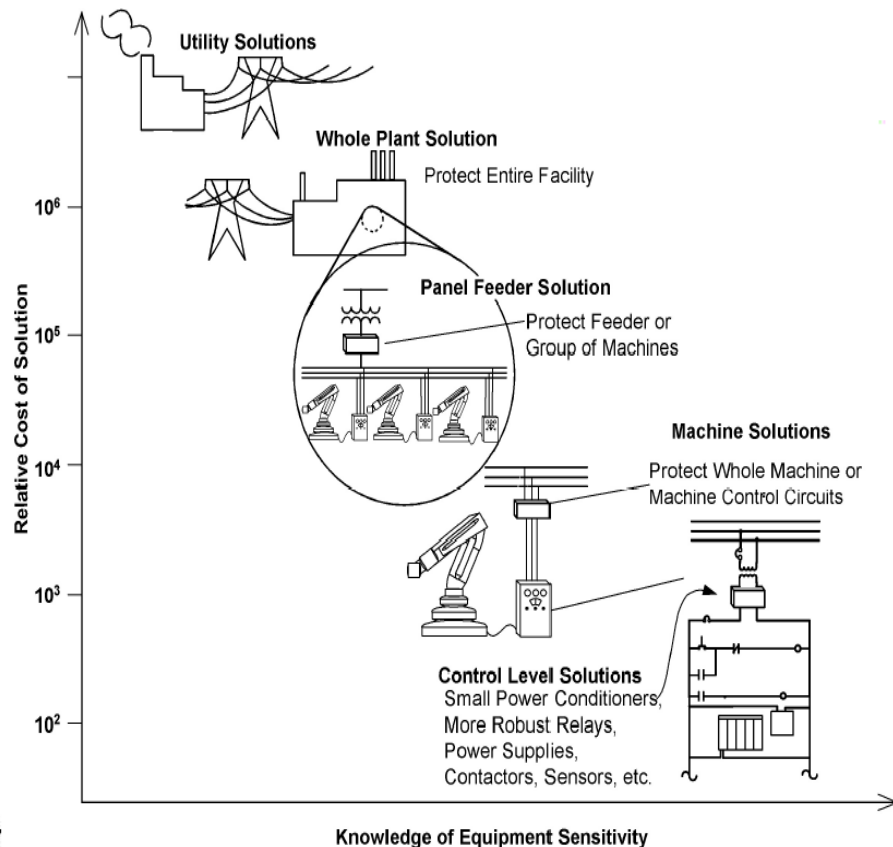 Utility Solutions
Whole Plant Solution
Protect Entire Facility
10⁶
Panel Feeder Solution
Protect Feeder or
Group of Machines
10⁵
Machine Solutions
Protect Whole Machine or
Machine Control Circuits
10⁴
10³
Control Level Solutions
Small Power Conditioners,
More Robust Relays,
Power Supplies,
Contactors, Sensors, etc.
10²
Relative Cost of Solution
Knowledge of Equipment Sensitivity